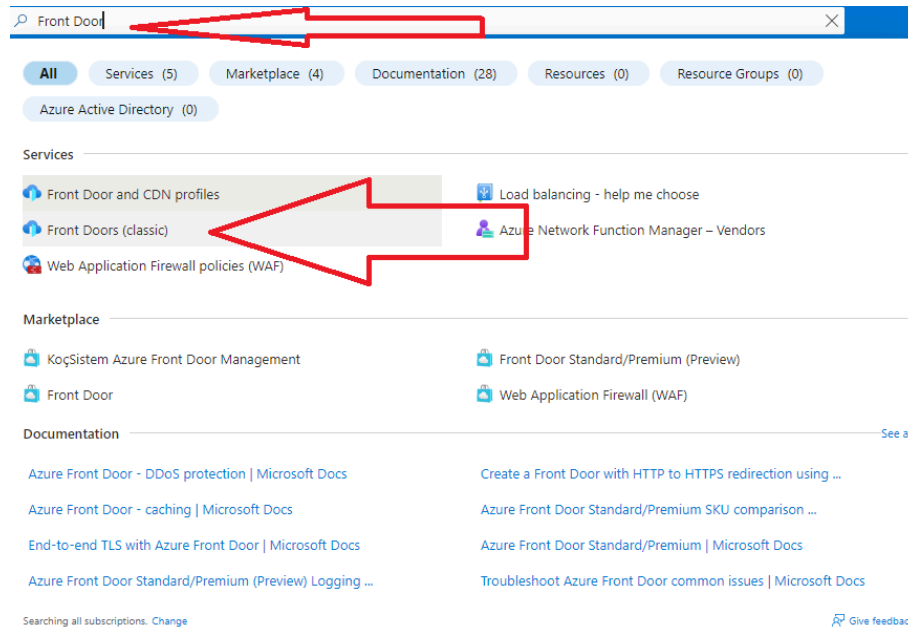 Front Door
All Services (5) Marketplace (4) Documentation (28) Resources (0) Resource Groups (0)
Azure Active Directory (0)
Services
Front Door and CDN profiles
Load balancing - help me choose
Front Doors (classic)
Azure Network Function Manager – Vendors
Web Application Firewall policies (WAF)
Marketplace
KoçSistem Azure Front Door Management
Front Door Standard/Premium (Preview)
Front Door
Web Application Firewall (WAF)
Documentation
See a
Azure Front Door - DDoS protection | Microsoft Docs
Create a Front Door with HTTP to HTTPS redirection using ...
Azure Front Door - caching | Microsoft Docs
Azure Front Door Standard/Premium SKU comparison ...
End-to-end TLS with Azure Front Door | Microsoft Docs
Azure Front Door Standard/Premium | Microsoft Docs
Azure Front Door Standard/Premium (Preview) Logging ...
Troubleshoot Azure Front Door common issues | Microsoft Docs
Searching all subscriptions. Change
Give feedbac